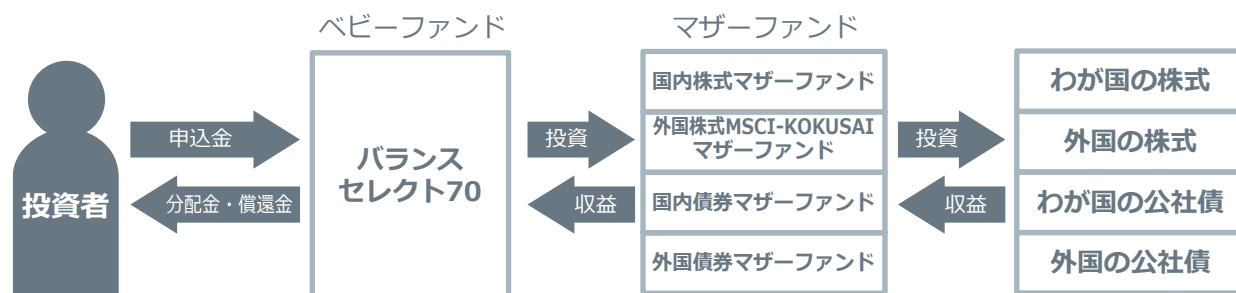 ベビーファンド
マザーファンド
投資者
申込金
分配金・償還金
バランス
セレクト70
投資
収益
国内株式マザーファンド
外国株式MSCI-KOKUSAI
マザーファンド
国内債券マザーファンド
外国債券マザーファンド
投資
収益
わが国の株式
外国の株式
わが国の公社債
外国の公社債